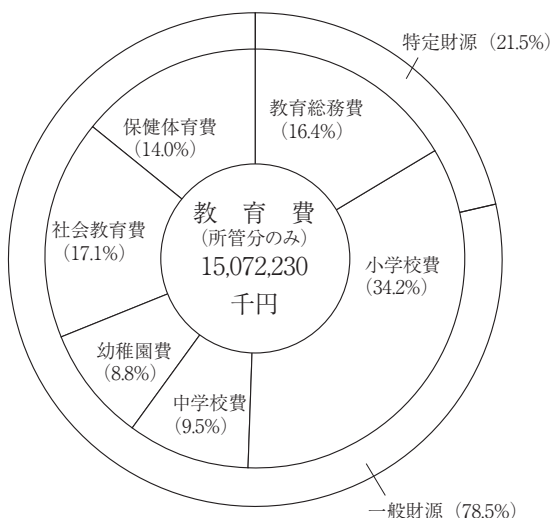 特定財源 (21.5%)
教育総務費
(16.4%)
保健体育費
(14.0%)
教育費
(所管分のみ)
15,072,230
千円
社会教育費
(17.1%)
小学校費
(34.2%)
幼稚園費
(8.8%)
中学校費
(9.5%)
一般財源 (78.5%)